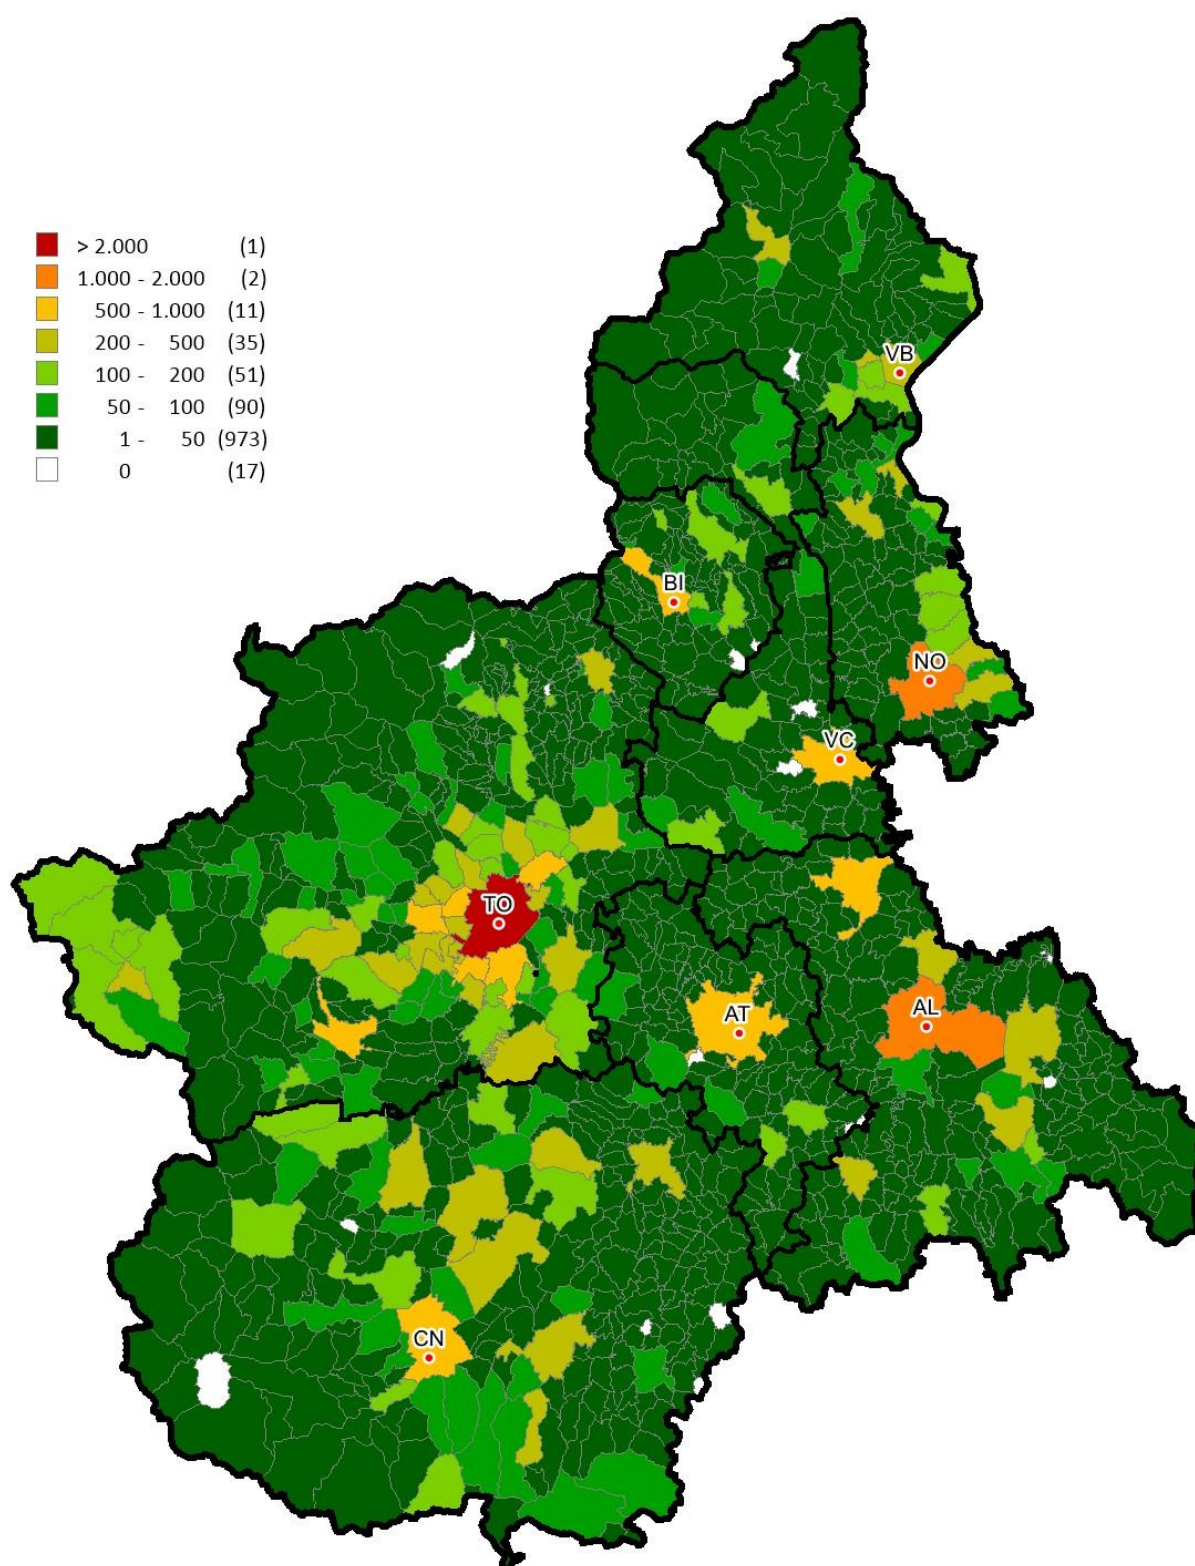 > 2.000 (1)
1.000 - 2.000 (2)
500 - 1.000 (11)
200 - 500 (35)
100 - 200 (51)
50 - 100 (90)
1 - 50 (973)
0 (17)
VB
BI
NO
VC
TO
AT
AL
CN